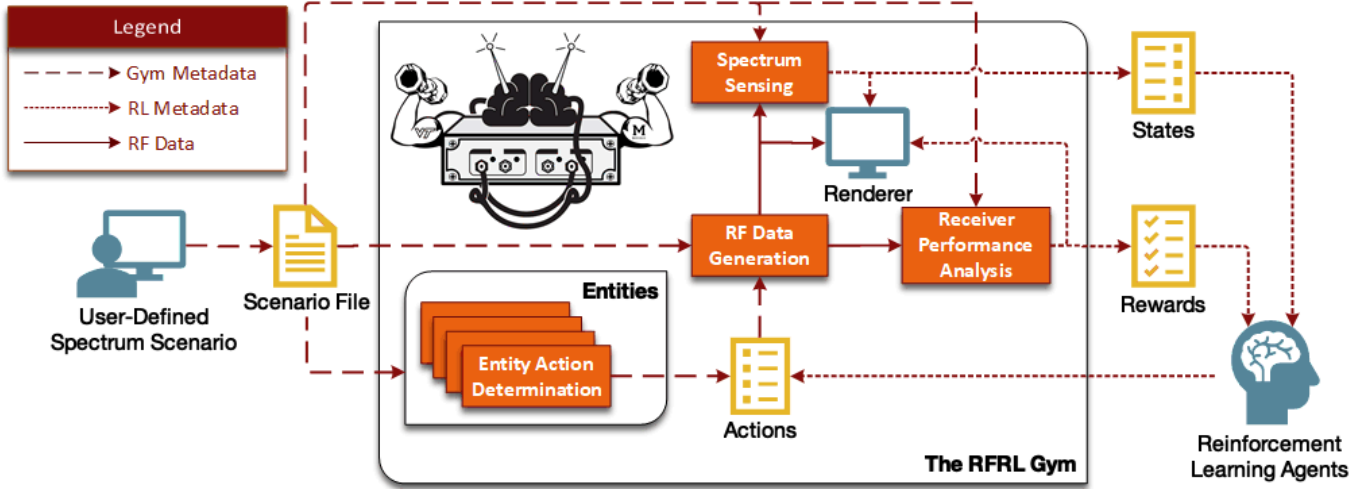 Legend
Gym Metadata
RL Metadata
RF Data
Spectrum
Sensing
States
VT
M
Renderer
RF Data
Generation
Receiver
Performance
Analysis
Scenario File
Rewards
User-Defined
Spectrum Scenario
Entities
Entity Action
Determination
Actions
Reinforcement
Learning Agents
The RFRL Gym